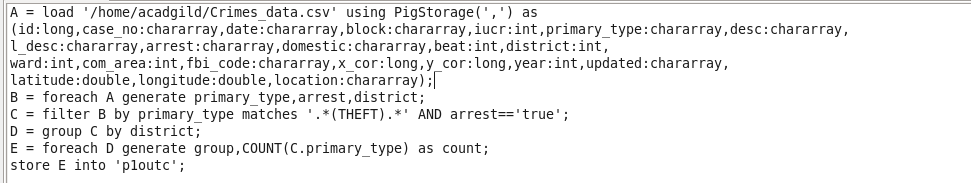 A = load '/home/acadgild/Crimes_data.csv' using PigStorage(',') as
(id:long,case_no:chararray,date:chararray,block:chararray,iucr:int,primary_type:chararray,desc:chararray,
l_desc:chararray,arrest:chararray,domestic:chararray,beat:int,district:int,
ward:int,com_area:int,fbi_code:chararray,x_cor:long,y_cor:long,year:int,updated:chararray,
latitude:double,longitude:double,location:chararray);
B = foreach A generate primary_type,arrest,district;
C = filter B by primary_type matches '.*(THEFT).*' AND arrest=='true';
D = group C by district;
E = foreach D generate group,COUNT(C.primary_type) as count;
store E into 'p1outc';